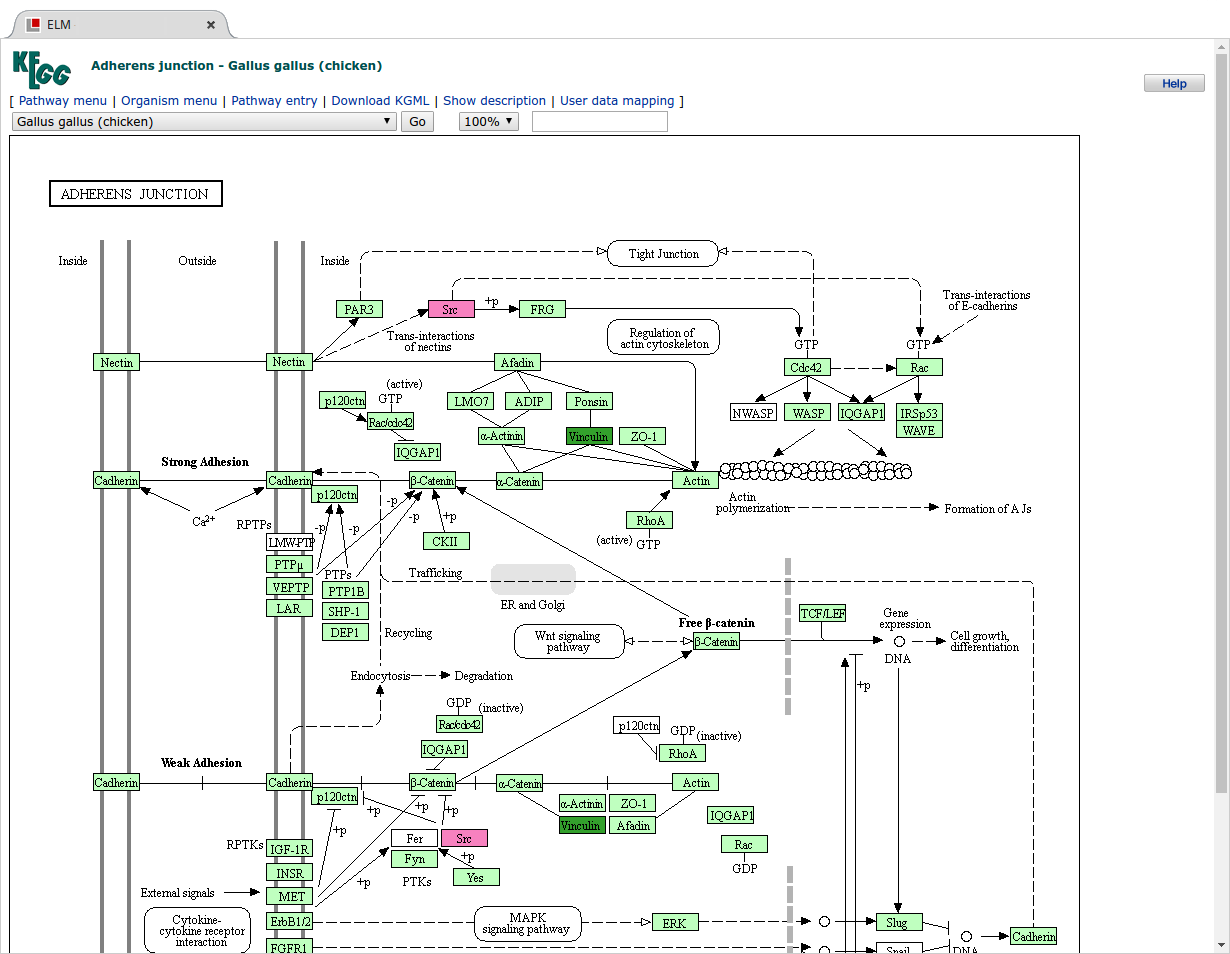 ELM
KEGG
Adherens junction - Gallus gallus (chicken)
Help
[ Pathway menu | Organism menu | Pathway entry | Download KGML | Show description | User data mapping ]
Gallus gallus (chicken)
Go
100%
ADHERENS JUNCTION
Inside
Outside
Inside
Tight Junction
PAR3
Src
+p
FRG
Trans-interactions
of E-cadherins
Trans-interactions
of nectins
Regulation of
actin cytoskeleton
GTP
GTP
Nectin
Nectin
Afadin
Cdc42
Rac
(active)
GTP
p120ctn
Rac/cdc42
IQGAP1
LMO7
ADIP
Ponsin
NWASP
WASP
IQGAP1
IRSp53
WAVE
α-Actinin
Vinculin
ZO-1
Strong Adhesion
Cadherin
Cadherin
β-Catenin
α-Catenin
Actin
p120ctn
-p
Actin
polymerization
Formation of AJs
Ca2+
RPTPs
-p
-p
-p
+p
RhoA
(active)
GTP
LMW-PTP
CKII
PTPμ
PTPs
Trafficking
VEPTP
PTP1B
LAR
SHP-1
DEP1
ER and Golgi
Recycling
Free β-catenin
TCF/LEF
Gene
expression
Wnt signaling
pathway
β-Catenin
DNA
Cell growth,
differentiation
Endocytosis
Degradation
+p
GDP
(inactive)
Rac/cdc42
IQGAP1
p120ctn
GDP
(inactive)
RhoA
Weak Adhesion
Cadherin
Cadherin
β-Catenin
α-Catenin
Actin
p120ctn
+p
+p
+p
α-Actinin
ZO-1
Vinculin
Afadin
IQGAP1
+p
RPTKs
IGF-1R
Fer
Src
Fyn
+p
Rac
GDP
INSR
+p
PTKs
Yes
External signals
MET
Cytokine-
cytokine receptor
interaction
ErbB1/2
MAPK
signaling pathway
ERK
Slug
FGFR1
Snail
DNA
Cadherin